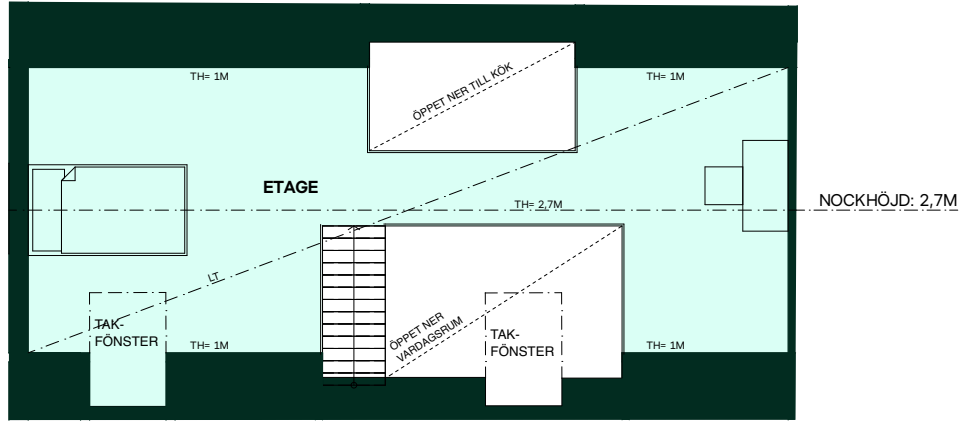 TH= 1M
TH= 1M
ÖPPET NER TILL KÖK
ETAGE
TH= 2,7M
NOCKHÖJD: 2,7M
LT
TAK-
FÖNSTER
ÖPPET NER
VARDAGSRUM
TAK-
FÖNSTER
TH= 1M
TH= 1M